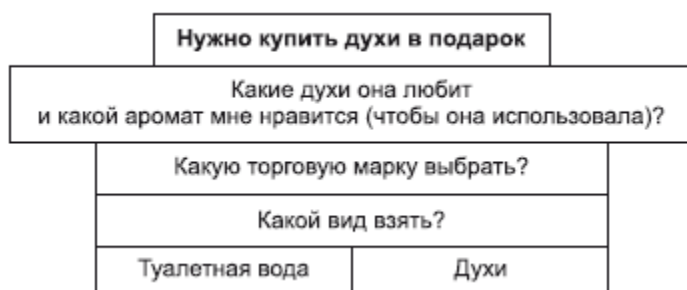 Нужно купить духи в подарок
Какие духи она любит
и какой аромат мне нравится (чтобы она использовала)?
Какую торговую марку выбрать?
Какой вид взять?
Туалетная вода
Духи